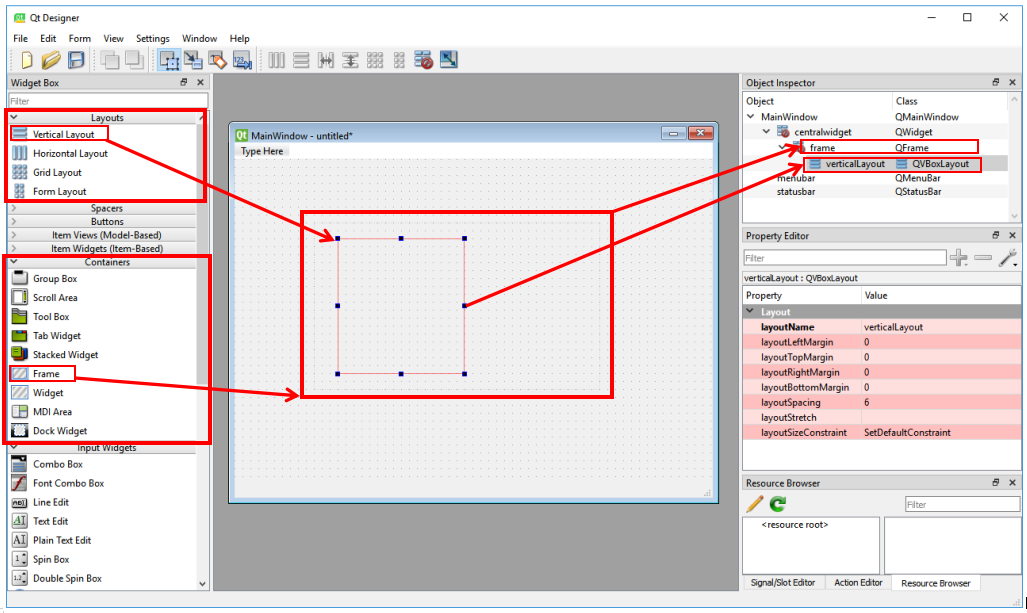 Qt Designer
File Edit Form View Settings Window Help
Widget Box
Filter
Layouts
Vertical Layout
Horizontal Layout
Grid Layout
Form Layout
Spacers
Buttons
Item Views (Model-Based)
Item Widgets (Item-Based)
Containers
Group Box
Scroll Area
Tool Box
Tab Widget
Stacked Widget
Frame
Widget
MDI Area
Dock Widget
Input Widgets
Combo Box
Font Combo Box
Line Edit
Text Edit
Plain Text Edit
Spin Box
Double Spin Box
MainWindow - untitled*
Type Here
Object Inspector
Object Class
MainWindow QMainWindow
centralwidget QWidget
frame QFrame
verticalLayout QVBoxLayout
menubar QMenuBar
statusbar QStatusBar
Property Editor
Filter
verticalLayout : QVBoxLayout
Property Value
Layout
layoutName verticalLayout
layoutLeftMargin 0
layoutTopMargin 0
layoutRightMargin 0
layoutBottomMargin 0
layoutSpacing 6
layoutStretch
layoutSizeConstraint SetDefaultConstraint
Resource Browser
Filter
<resource root>
Signal/Slot Editor Action Editor Resource Browser